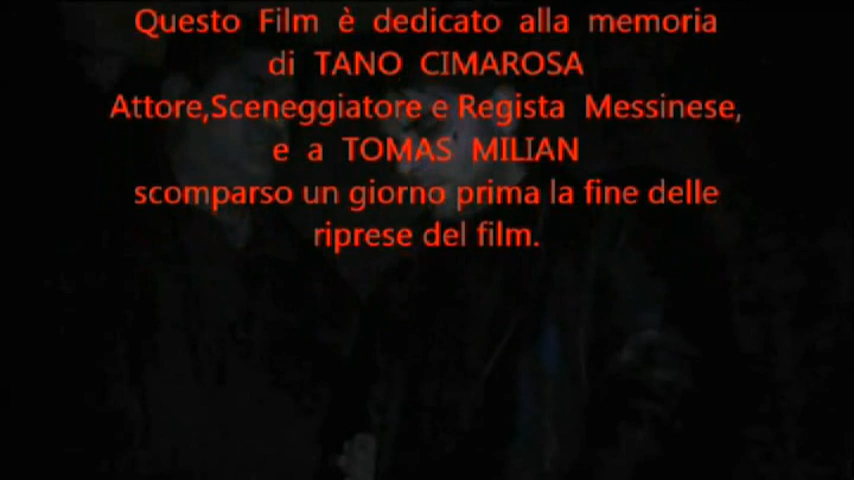 Questo Film è dedicato alla memoria
di TANO CIMAROSA
Attore,Sceneggiatore e Regista Messinese,
e a TOMAS MILIAN
scomparso un giorno prima la fine delle
riprese del film.